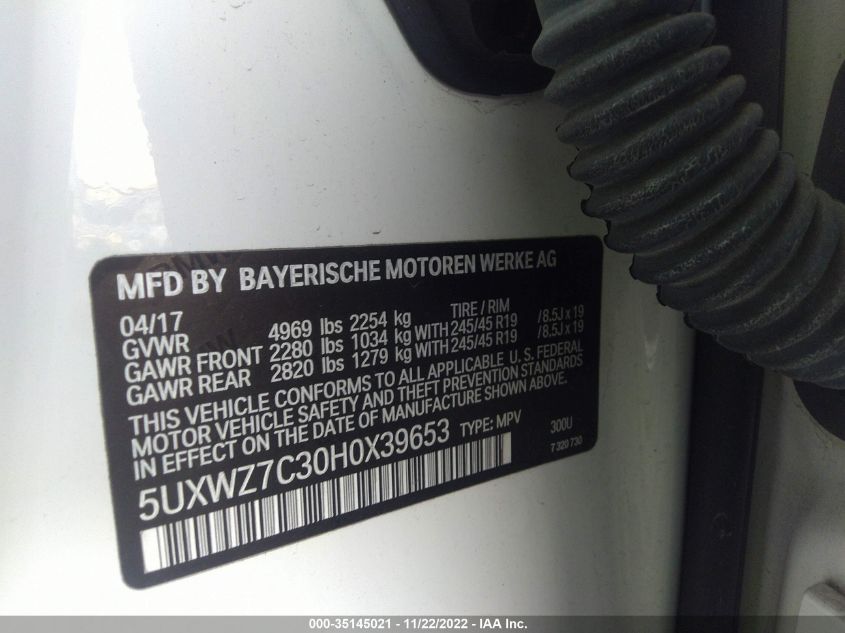 MFD BY BAYERISCHE MOTOREN WERKE AG
04/17 TIRE / RIM
GVWR 4969 lbs 2254 kg
GAWR FRONT 2280 lbs 1034 kg WITH 245/45 R19 / 8.5J x 19
GAWR REAR 2820 lbs 1279 kg WITH 245/45 R19 / 8.5J x 19
THIS VEHICLE CONFORMS TO ALL APPLICABLE U.S. FEDERAL
MOTOR VEHICLE SAFETY AND THEFT PREVENTION STANDARDS
IN EFFECT ON THE DATE OF MANUFACTURE SHOWN ABOVE.
5UXWZ7C30H0X39653 TYPE: MPV 300U
7 320 730
000-35145021 - 11/22/2022 - IAA Inc.